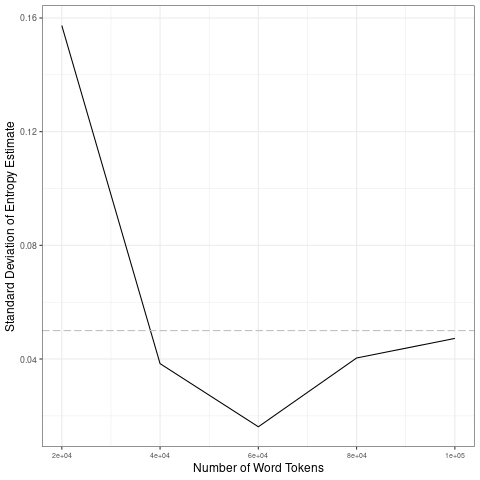 0.16
0.12
0.08
0.04
Standard Deviation of Entropy Estimate
2e+04 4e+04 6e+04 8e+04 1e+05
Number of Word Tokens